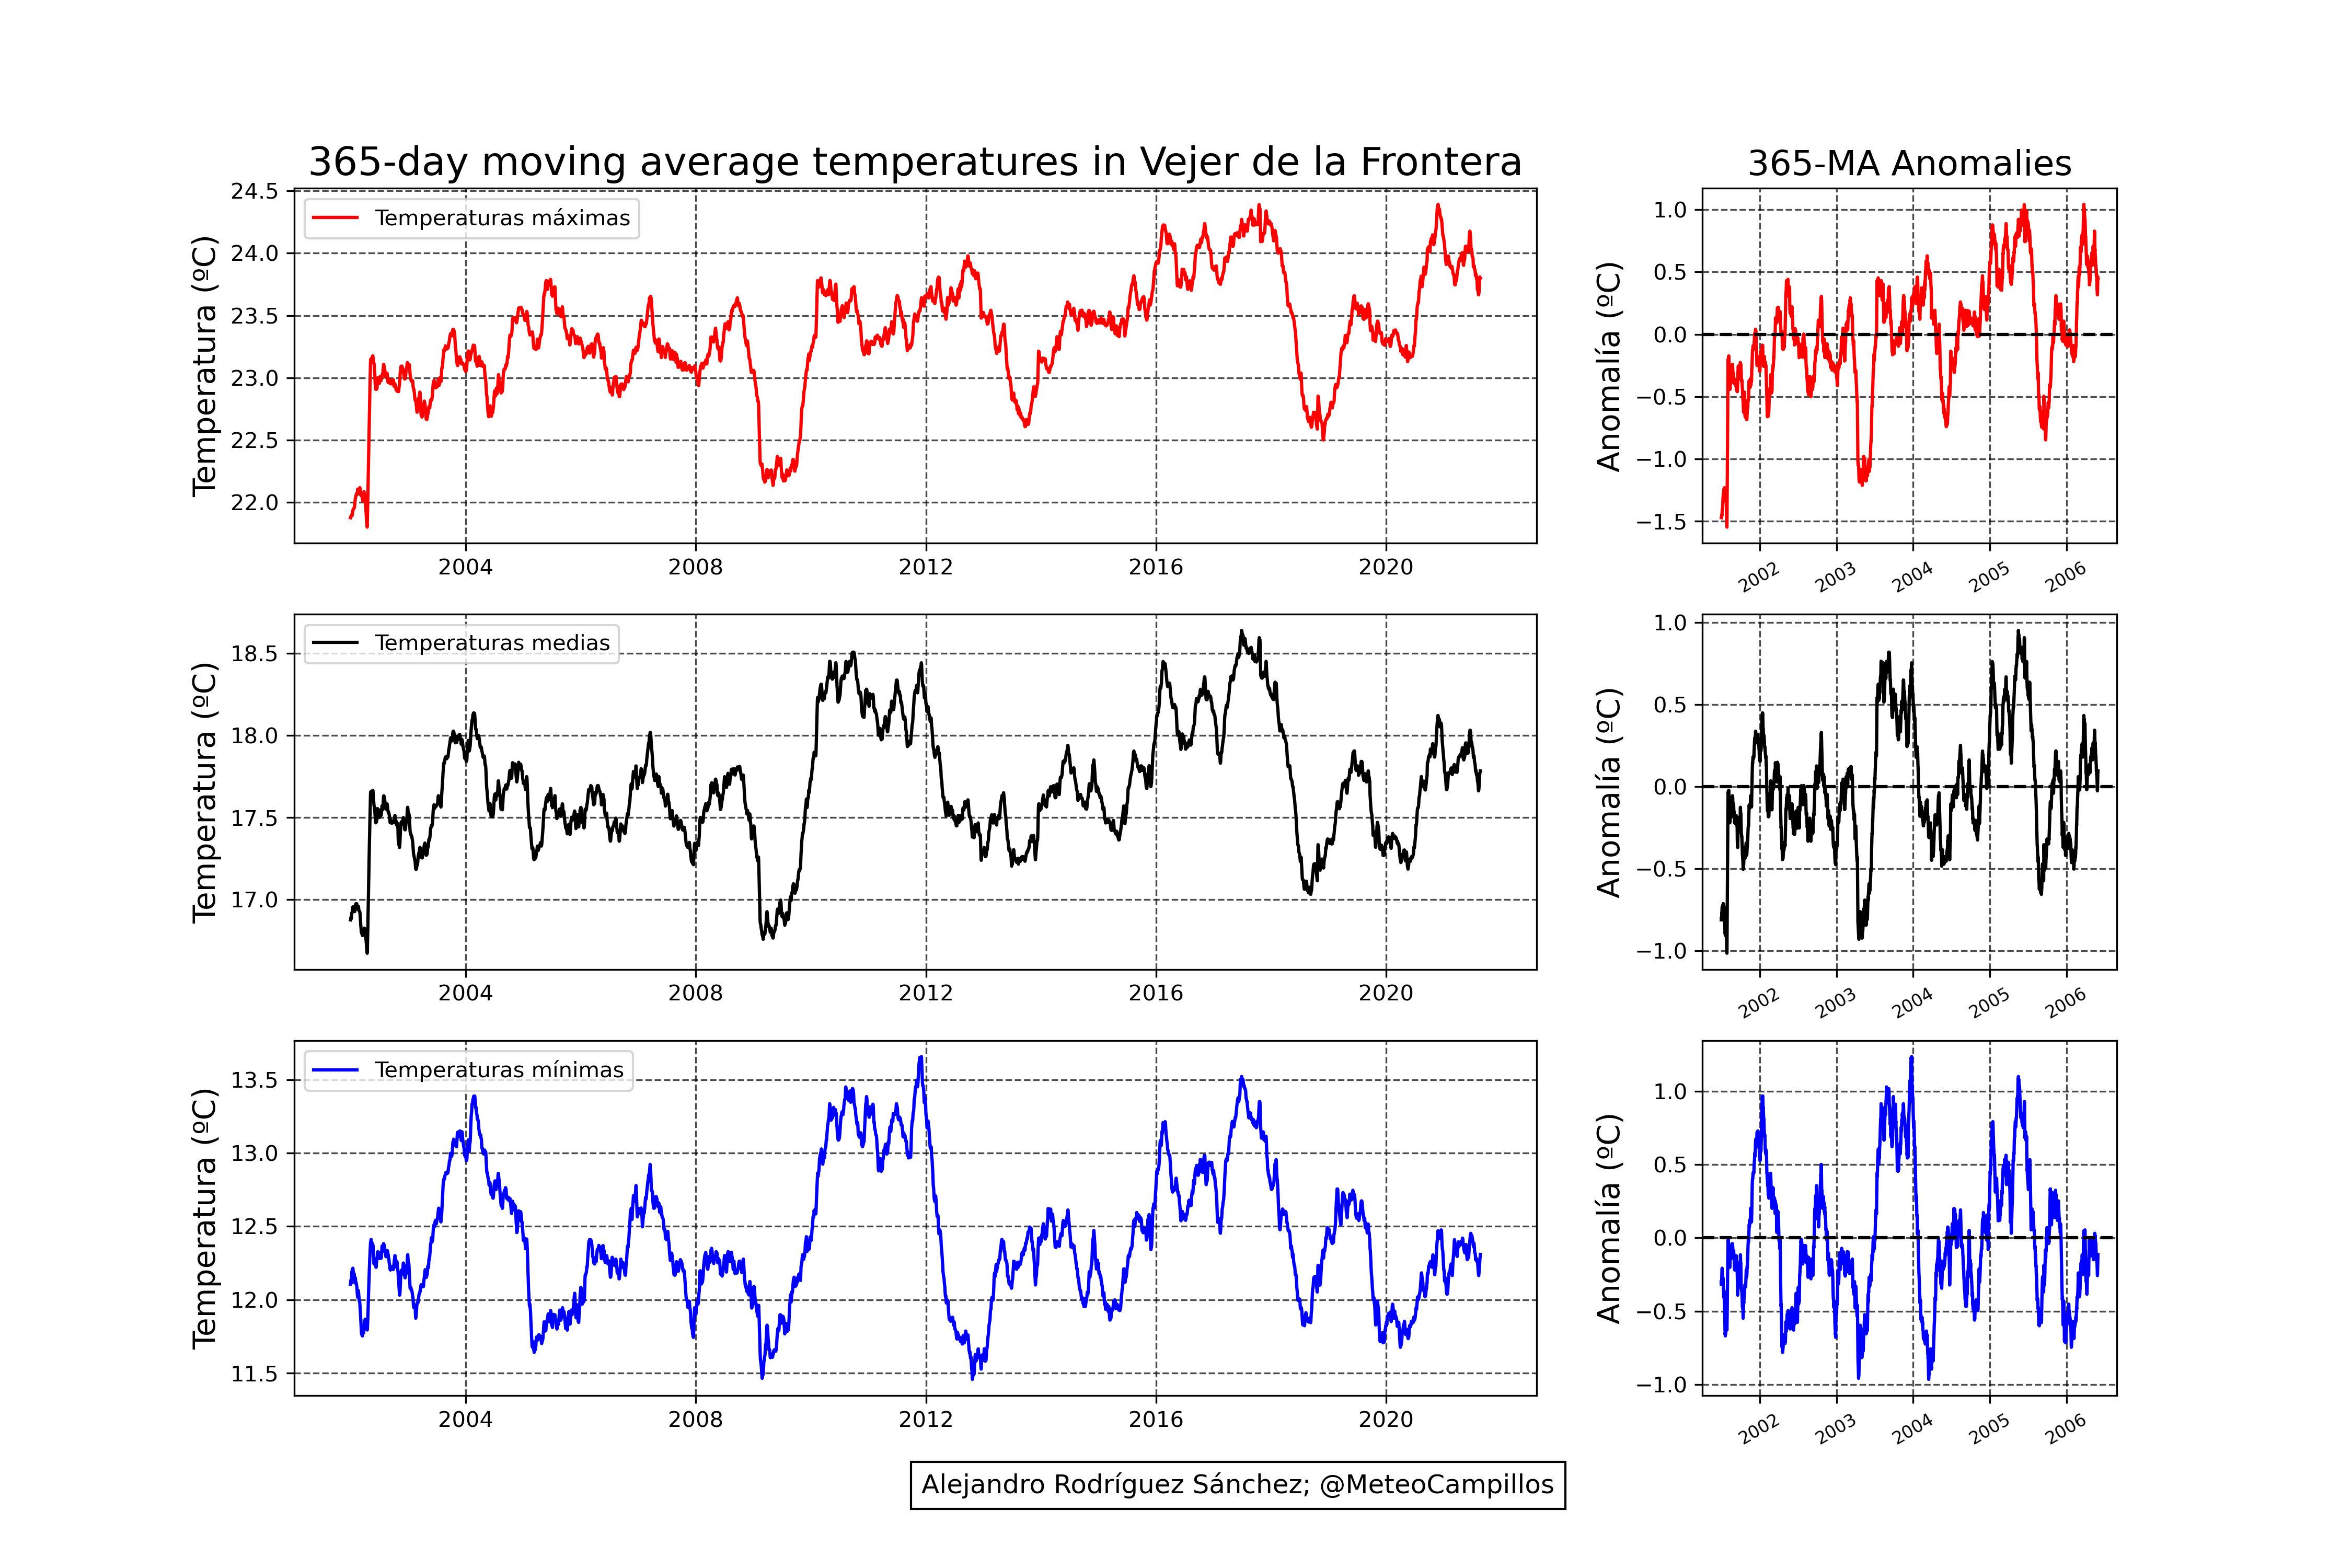 365-day moving average temperatures in Vejer de la Frontera
365-MA Anomalies
Temperatura (ºC)
24.5
24.0
23.5
23.0
22.5
22.0
Temperaturas máximas
2004 2008 2012 2016 2020
Anomalía (ºC)
1.0
0.5
0.0
−0.5
−1.0
−1.5
2002 2003 2004 2005 2006
Temperatura (ºC)
18.5
18.0
17.5
17.0
Temperaturas medias
2004 2008 2012 2016 2020
Anomalía (ºC)
1.0
0.5
0.0
−0.5
−1.0
2002 2003 2004 2005 2006
Temperatura (ºC)
13.5
13.0
12.5
12.0
11.5
Temperaturas mínimas
2004 2008 2012 2016 2020
Anomalía (ºC)
1.0
0.5
0.0
−0.5
−1.0
2002 2003 2004 2005 2006
Alejandro Rodríguez Sánchez; @MeteoCampillos